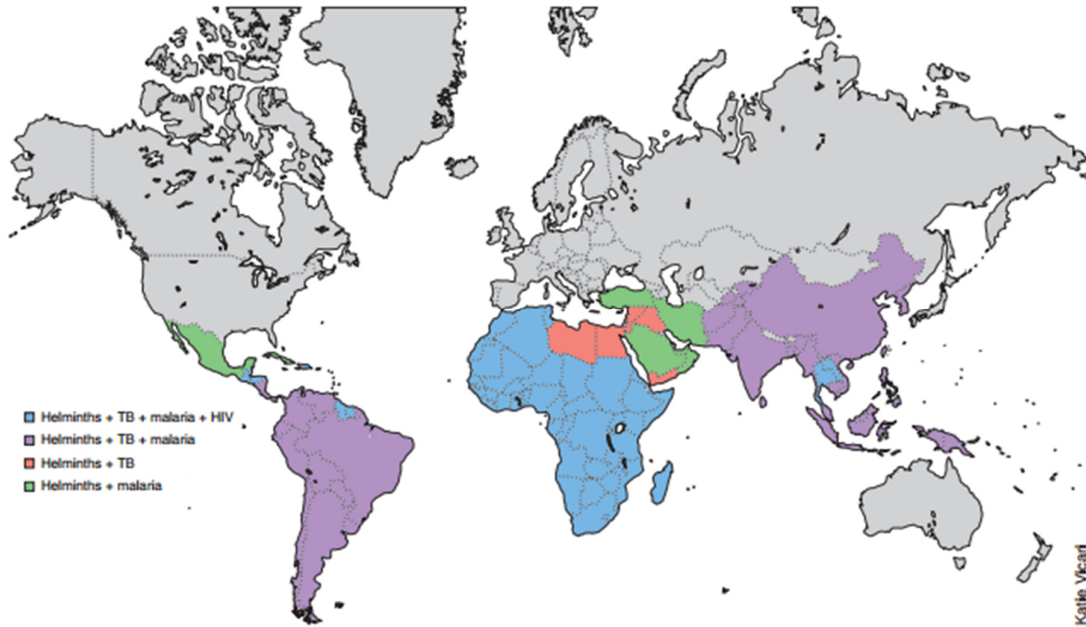 Helminths + TB + malaria + HIV
Helminths + TB + malaria
Helminths + TB
Helminths + malaria
Katie Vicari